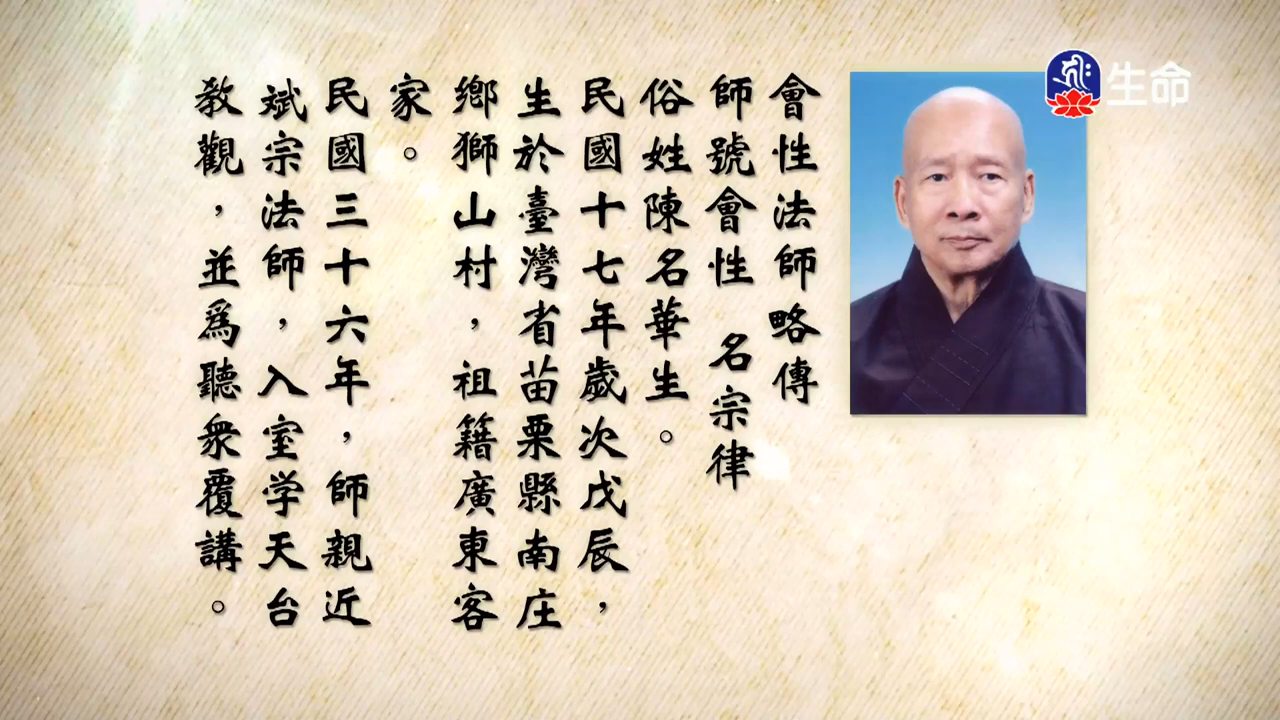 會性法師略傳
師號會性 名宗律
俗姓陳名華生。
民國十七年歲次戊辰，
生於臺灣省苗栗縣南庄
鄉獅山村，祖籍廣東客
家。
民國三十六年，師親近
斌宗法師，入室学天台
教觀，並爲聽衆覆講。
生命